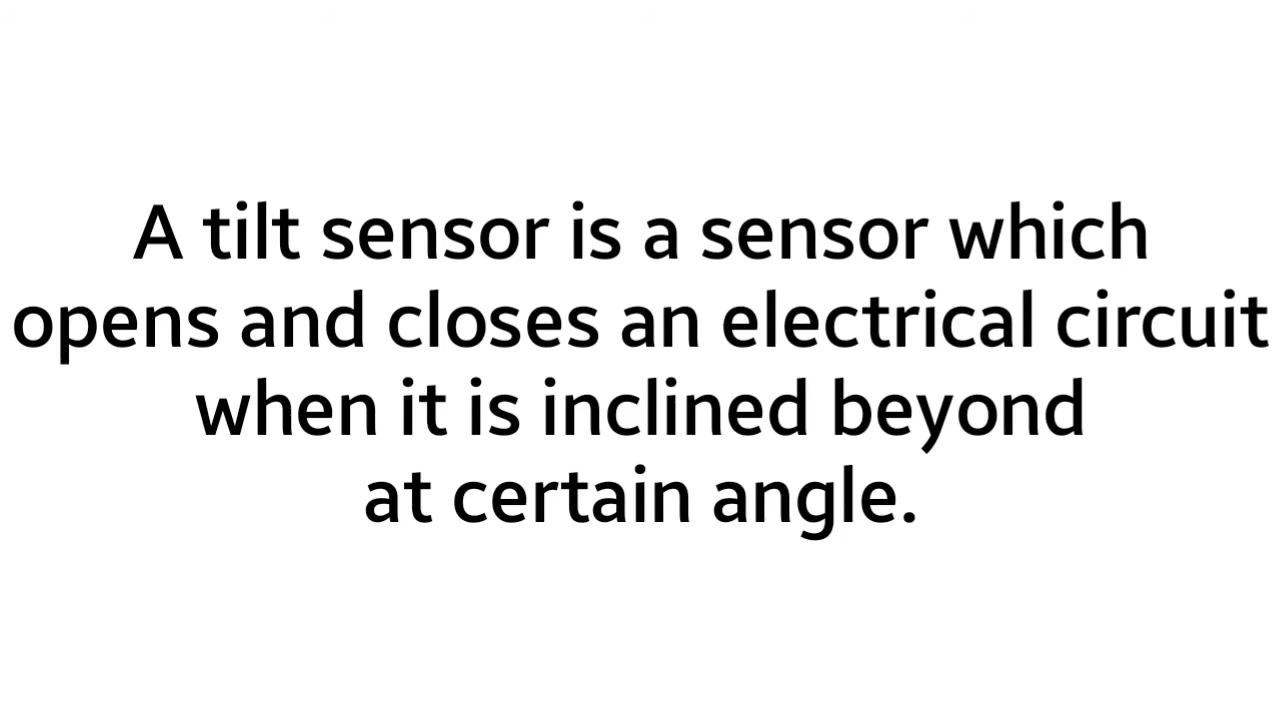 A tilt sensor is a sensor which
opens and closes an electrical circuit
when it is inclined beyond
at certain angle.